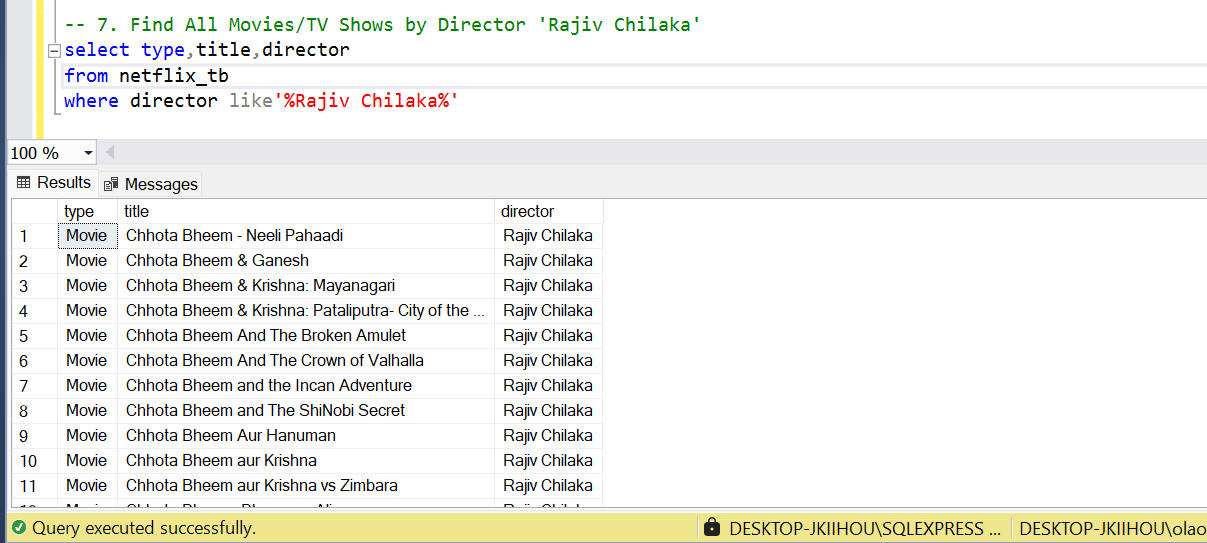 -- 7. Find All Movies/TV Shows by Director 'Rajiv Chilaka'
select type,title,director
from netflix_tb
where director like'%Rajiv Chilaka%'
100 %
Results Messages
type title director
1 Movie Chhota Bheem - Neeli Pahaadi Rajiv Chilaka
2 Movie Chhota Bheem & Ganesh Rajiv Chilaka
3 Movie Chhota Bheem & Krishna: Mayanagari Rajiv Chilaka
4 Movie Chhota Bheem & Krishna: Pataliputra- City of the ... Rajiv Chilaka
5 Movie Chhota Bheem And The Broken Amulet Rajiv Chilaka
6 Movie Chhota Bheem And The Crown of Valhalla Rajiv Chilaka
7 Movie Chhota Bheem and the Incan Adventure Rajiv Chilaka
8 Movie Chhota Bheem and The ShiNobi Secret Rajiv Chilaka
9 Movie Chhota Bheem Aur Hanuman Rajiv Chilaka
10 Movie Chhota Bheem aur Krishna Rajiv Chilaka
11 Movie Chhota Bheem aur Krishna vs Zimbara Rajiv Chilaka
Query executed successfully. DESKTOP-JKIIHOU\SQLEXPRESS ... DESKTOP-JKIIHOU\olao